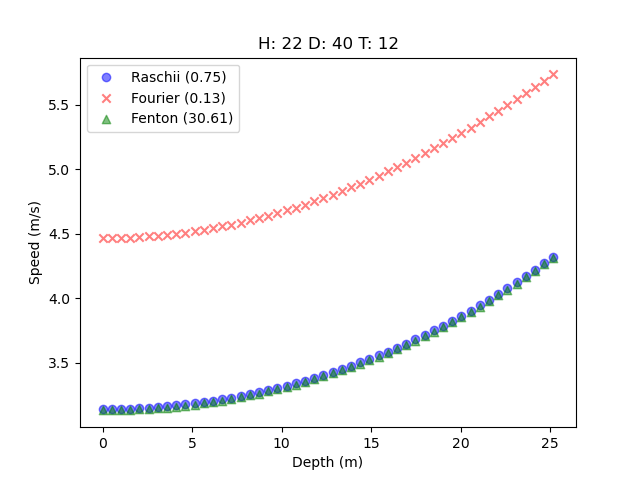 H: 22 D: 40 T: 12
Raschii (0.75)
Fourier (0.13)
Fenton (30.61)
5.5
5.0
4.5
4.0
3.5
Speed (m/s)
0 5 10 15 20 25
Depth (m)